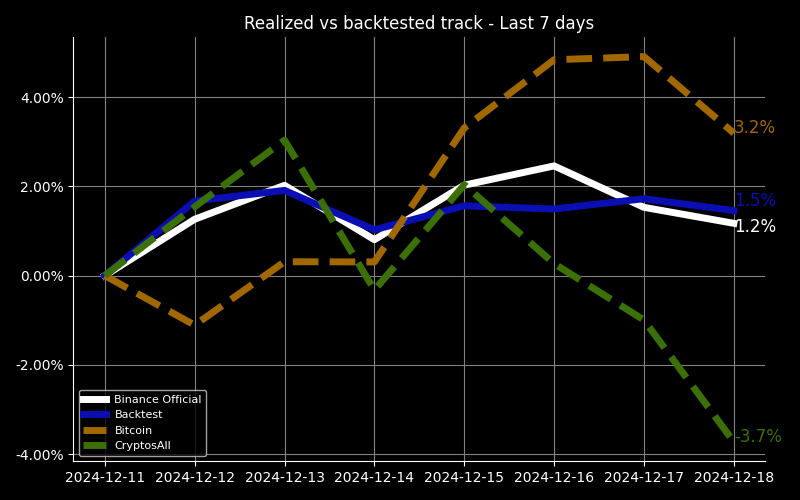 Realized vs backtested track - Last 7 days
4.00%
2.00%
0.00%
-2.00%
-4.00%
3.2%
1.5%
1.2%
-3.7%
Binance Official
Backtest
Bitcoin
CryptosAll
2024-12-11 2024-12-12 2024-12-13 2024-12-14 2024-12-15 2024-12-16 2024-12-17 2024-12-18